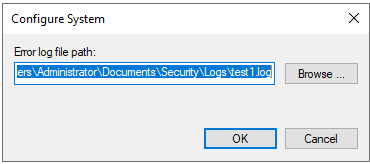 Configure System
Error log file path:
ers\Administrator\Documents\Security\Logs\test1.log
Browse ...
OK
Cancel